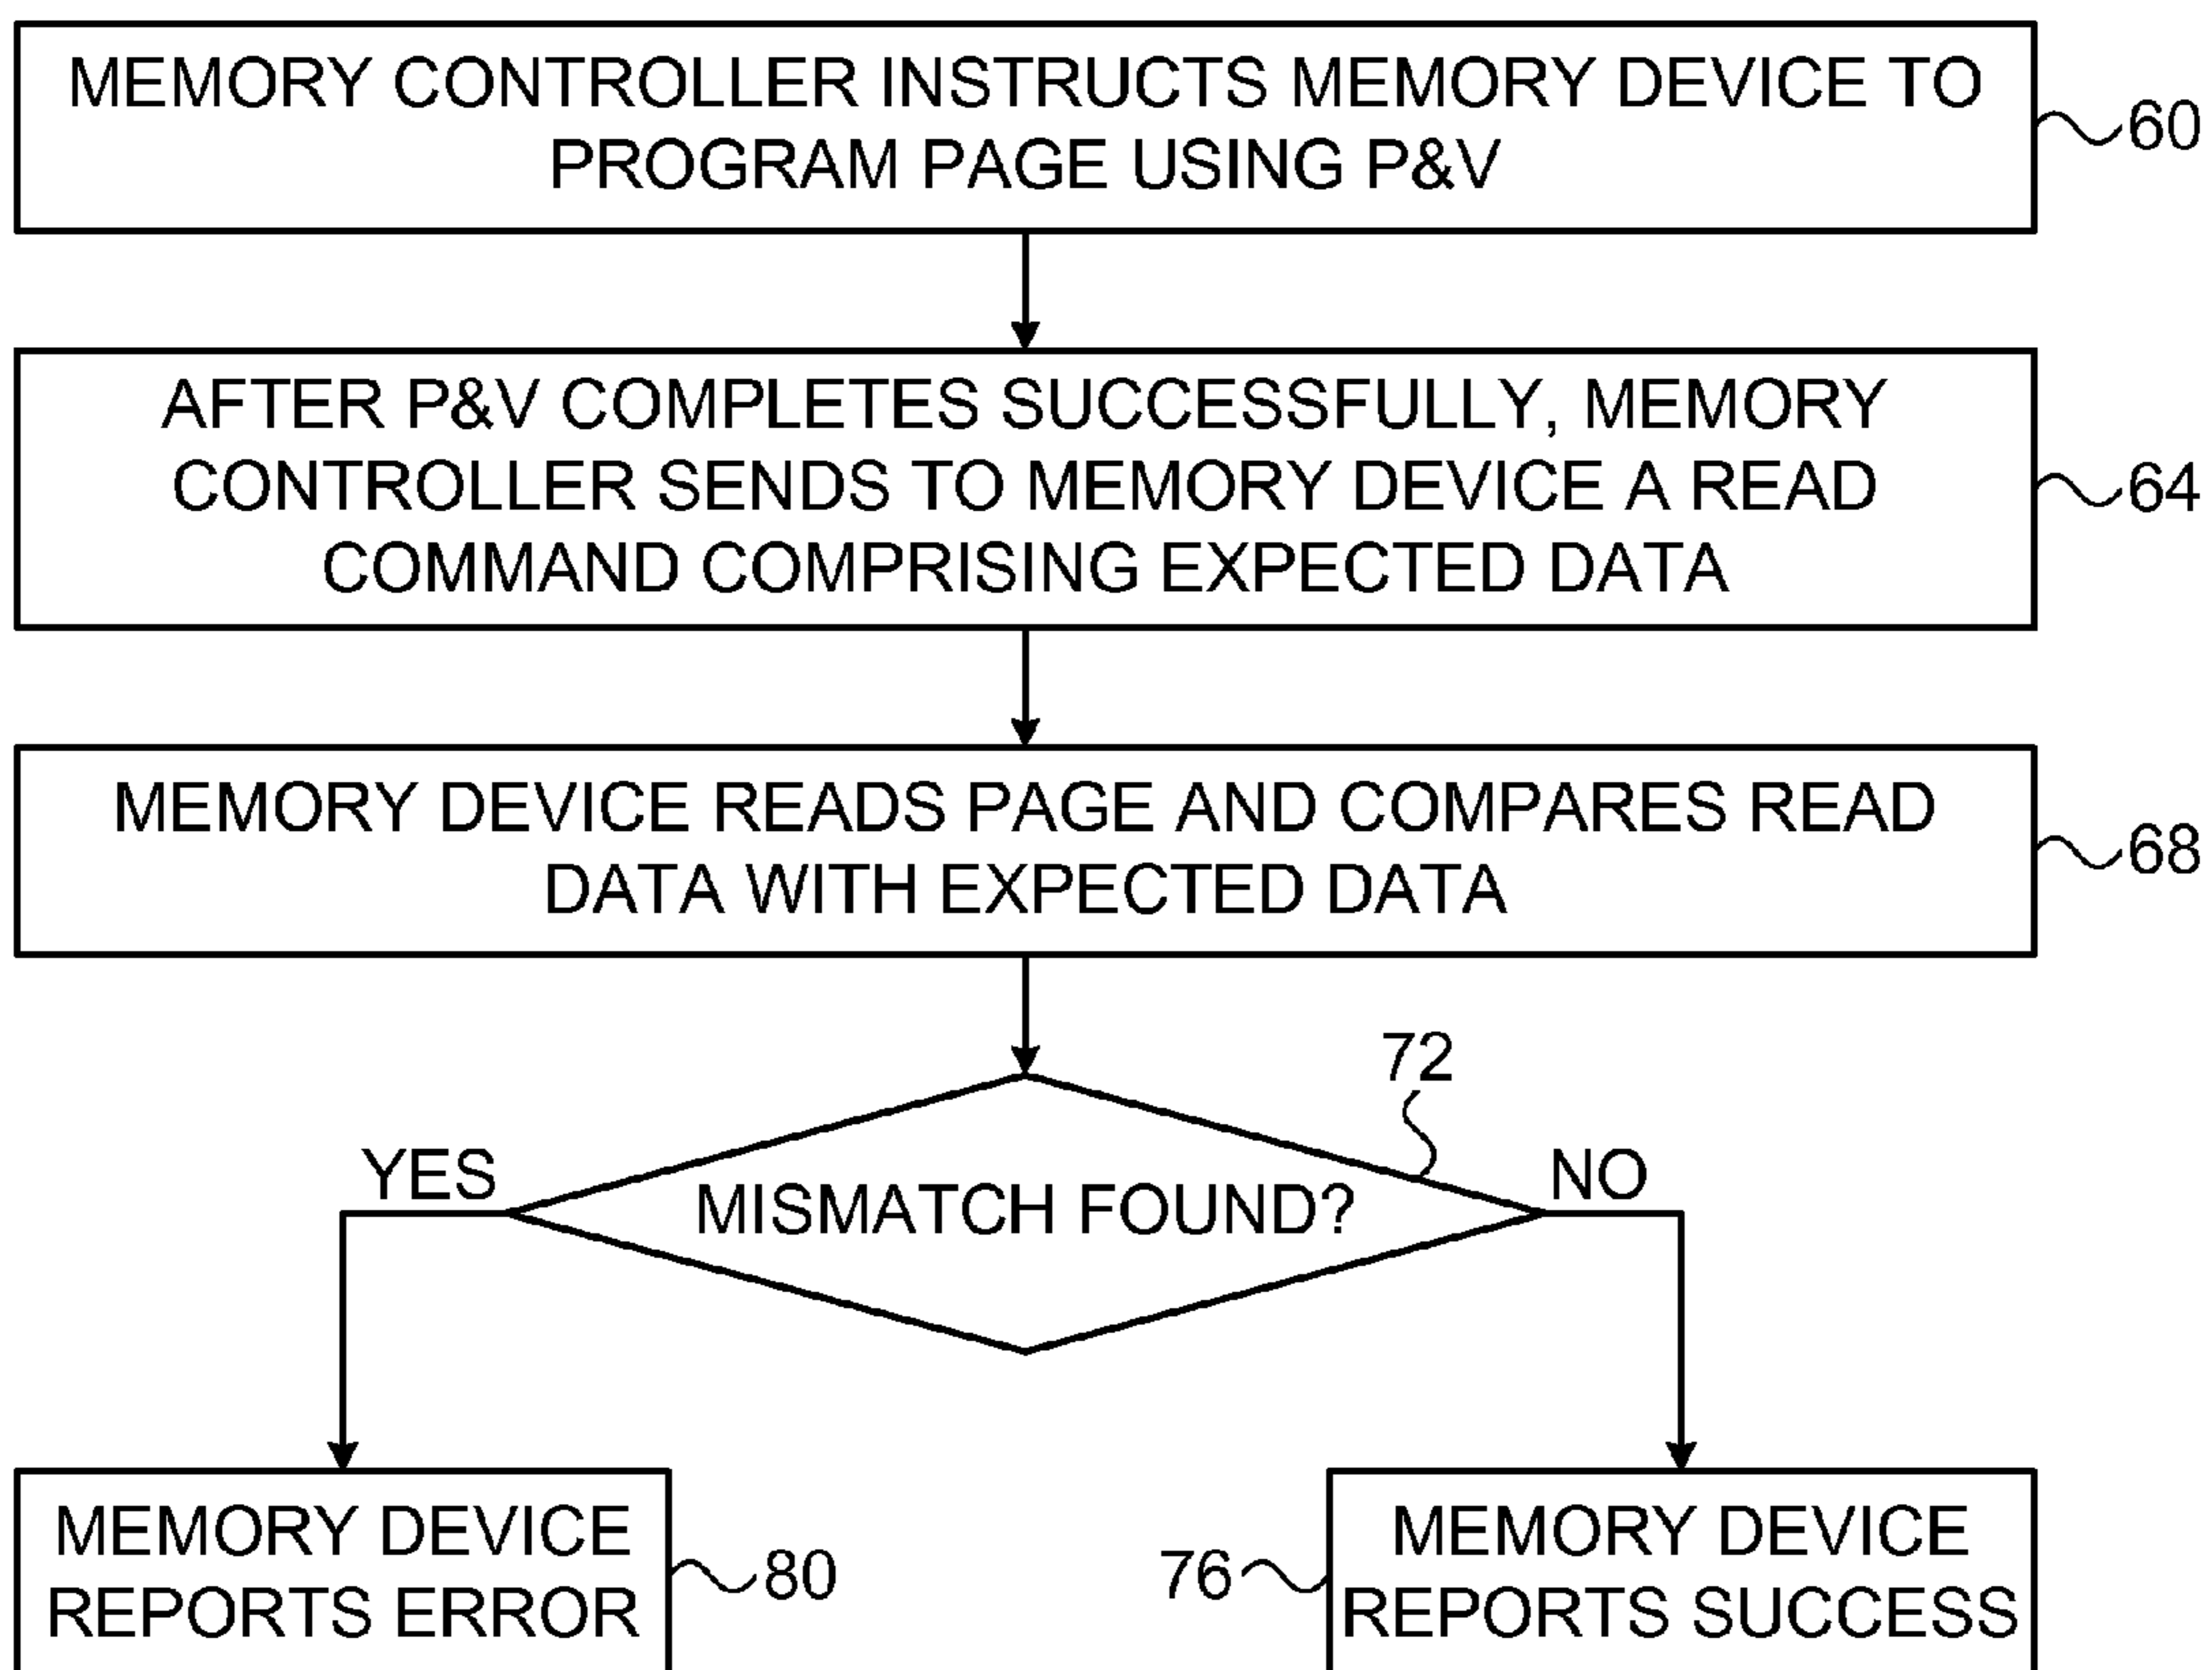 MEMORY CONTROLLER INSTRUCTS MEMORY DEVICE TO
PROGRAM PAGE USING P&V
60
AFTER P&V COMPLETES SUCCESSFULLY, MEMORY
CONTROLLER SENDS TO MEMORY DEVICE A READ
COMMAND COMPRISING EXPECTED DATA
64
MEMORY DEVICE READS PAGE AND COMPARES READ
DATA WITH EXPECTED DATA
68
72
YES
MISMATCH FOUND?
NO
MEMORY DEVICE
REPORTS ERROR
80
76
MEMORY DEVICE
REPORTS SUCCESS